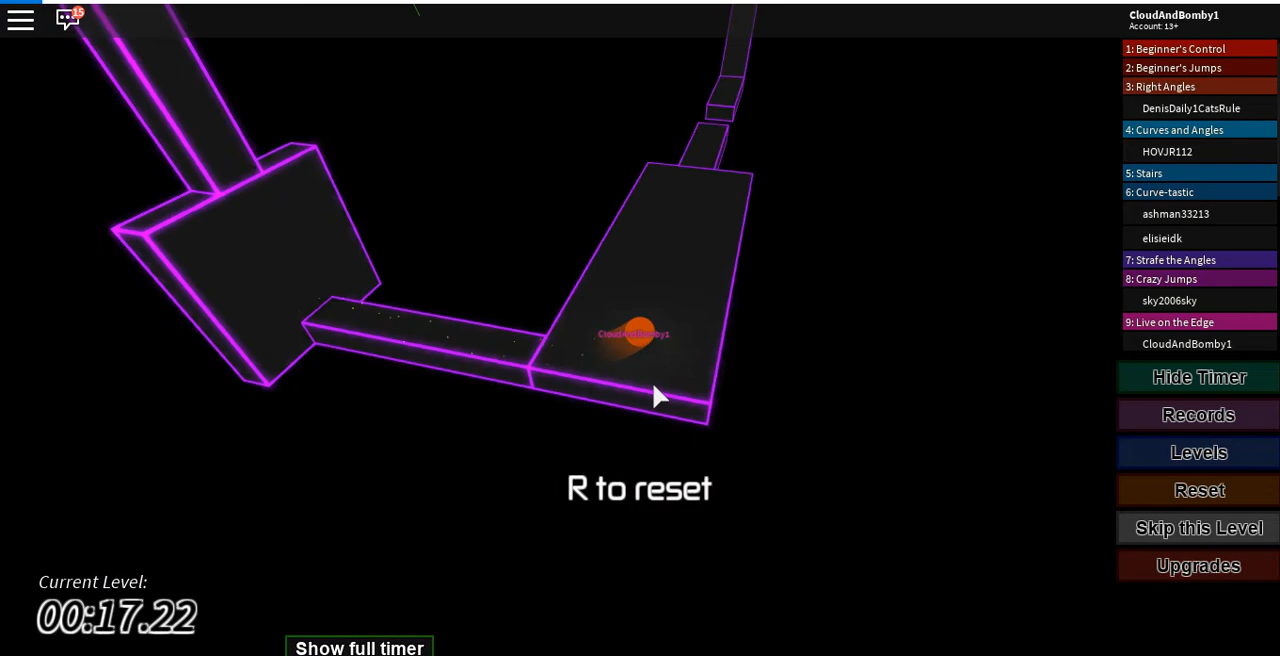 15
CloudAndBomby1
Account: 13+
1: Beginner's Control
2: Beginner's Jumps
3: Right Angles
DenisDaily1CatsRule
4: Curves and Angles
HOVJR112
5: Stairs
6: Curve-tastic
ashman33213
elisieidk
7: Strafe the Angles
8: Crazy Jumps
sky2006sky
9: Live on the Edge
CloudAndBomby1
Hide Timer
Records
Levels
Reset
Skip this Level
Upgrades
CloudAndBomby1
R to reset
Current Level:
00:17.22
Show full timer